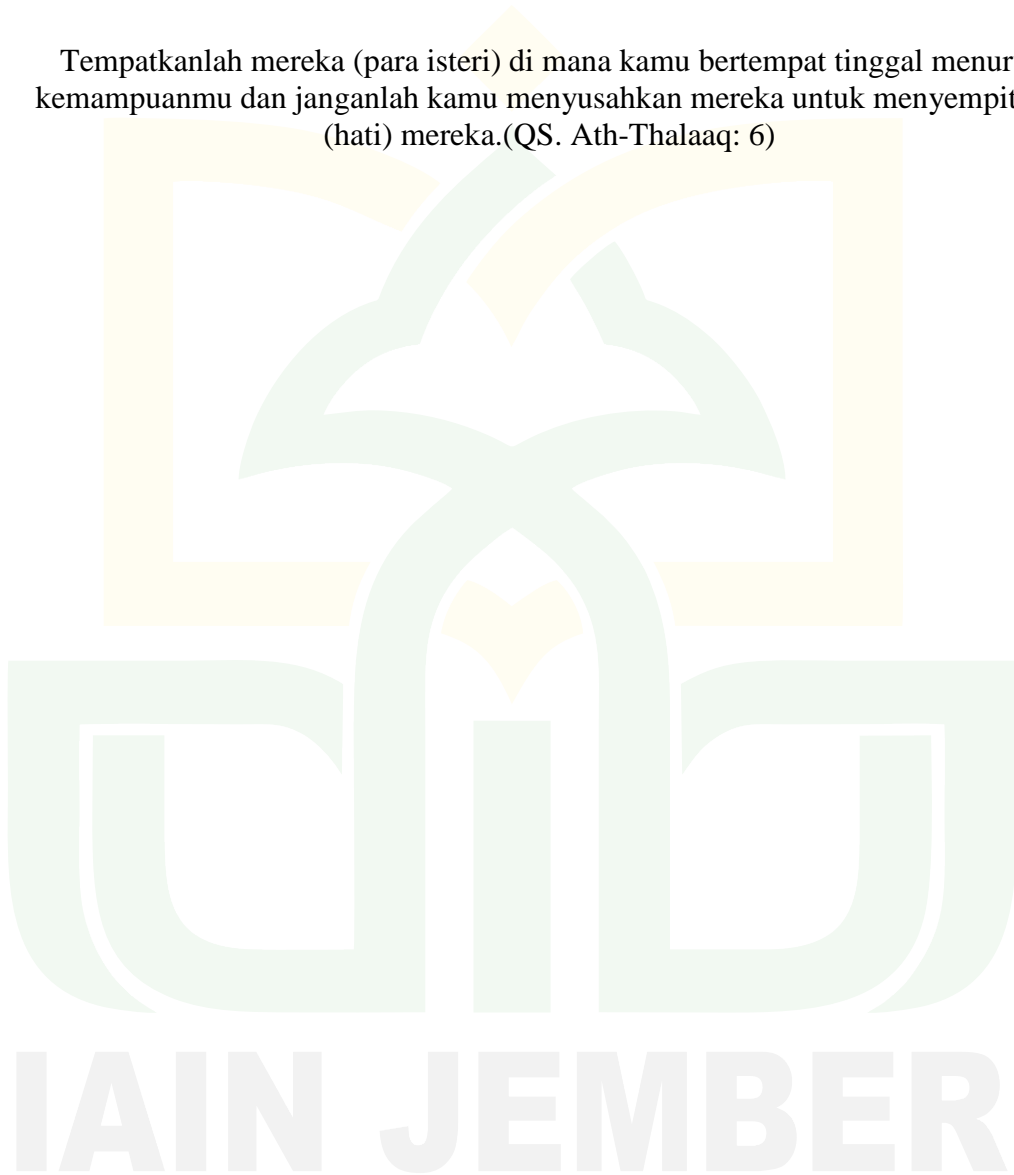 Tempatkanlah mereka (para isteri) di mana kamu bertempat tinggal menur
kemampuanmu dan janganlah kamu menyusahkan mereka untuk menyempit
(hati) mereka.(QS. Ath-Thalaaq: 6)
IAIN JEMBER